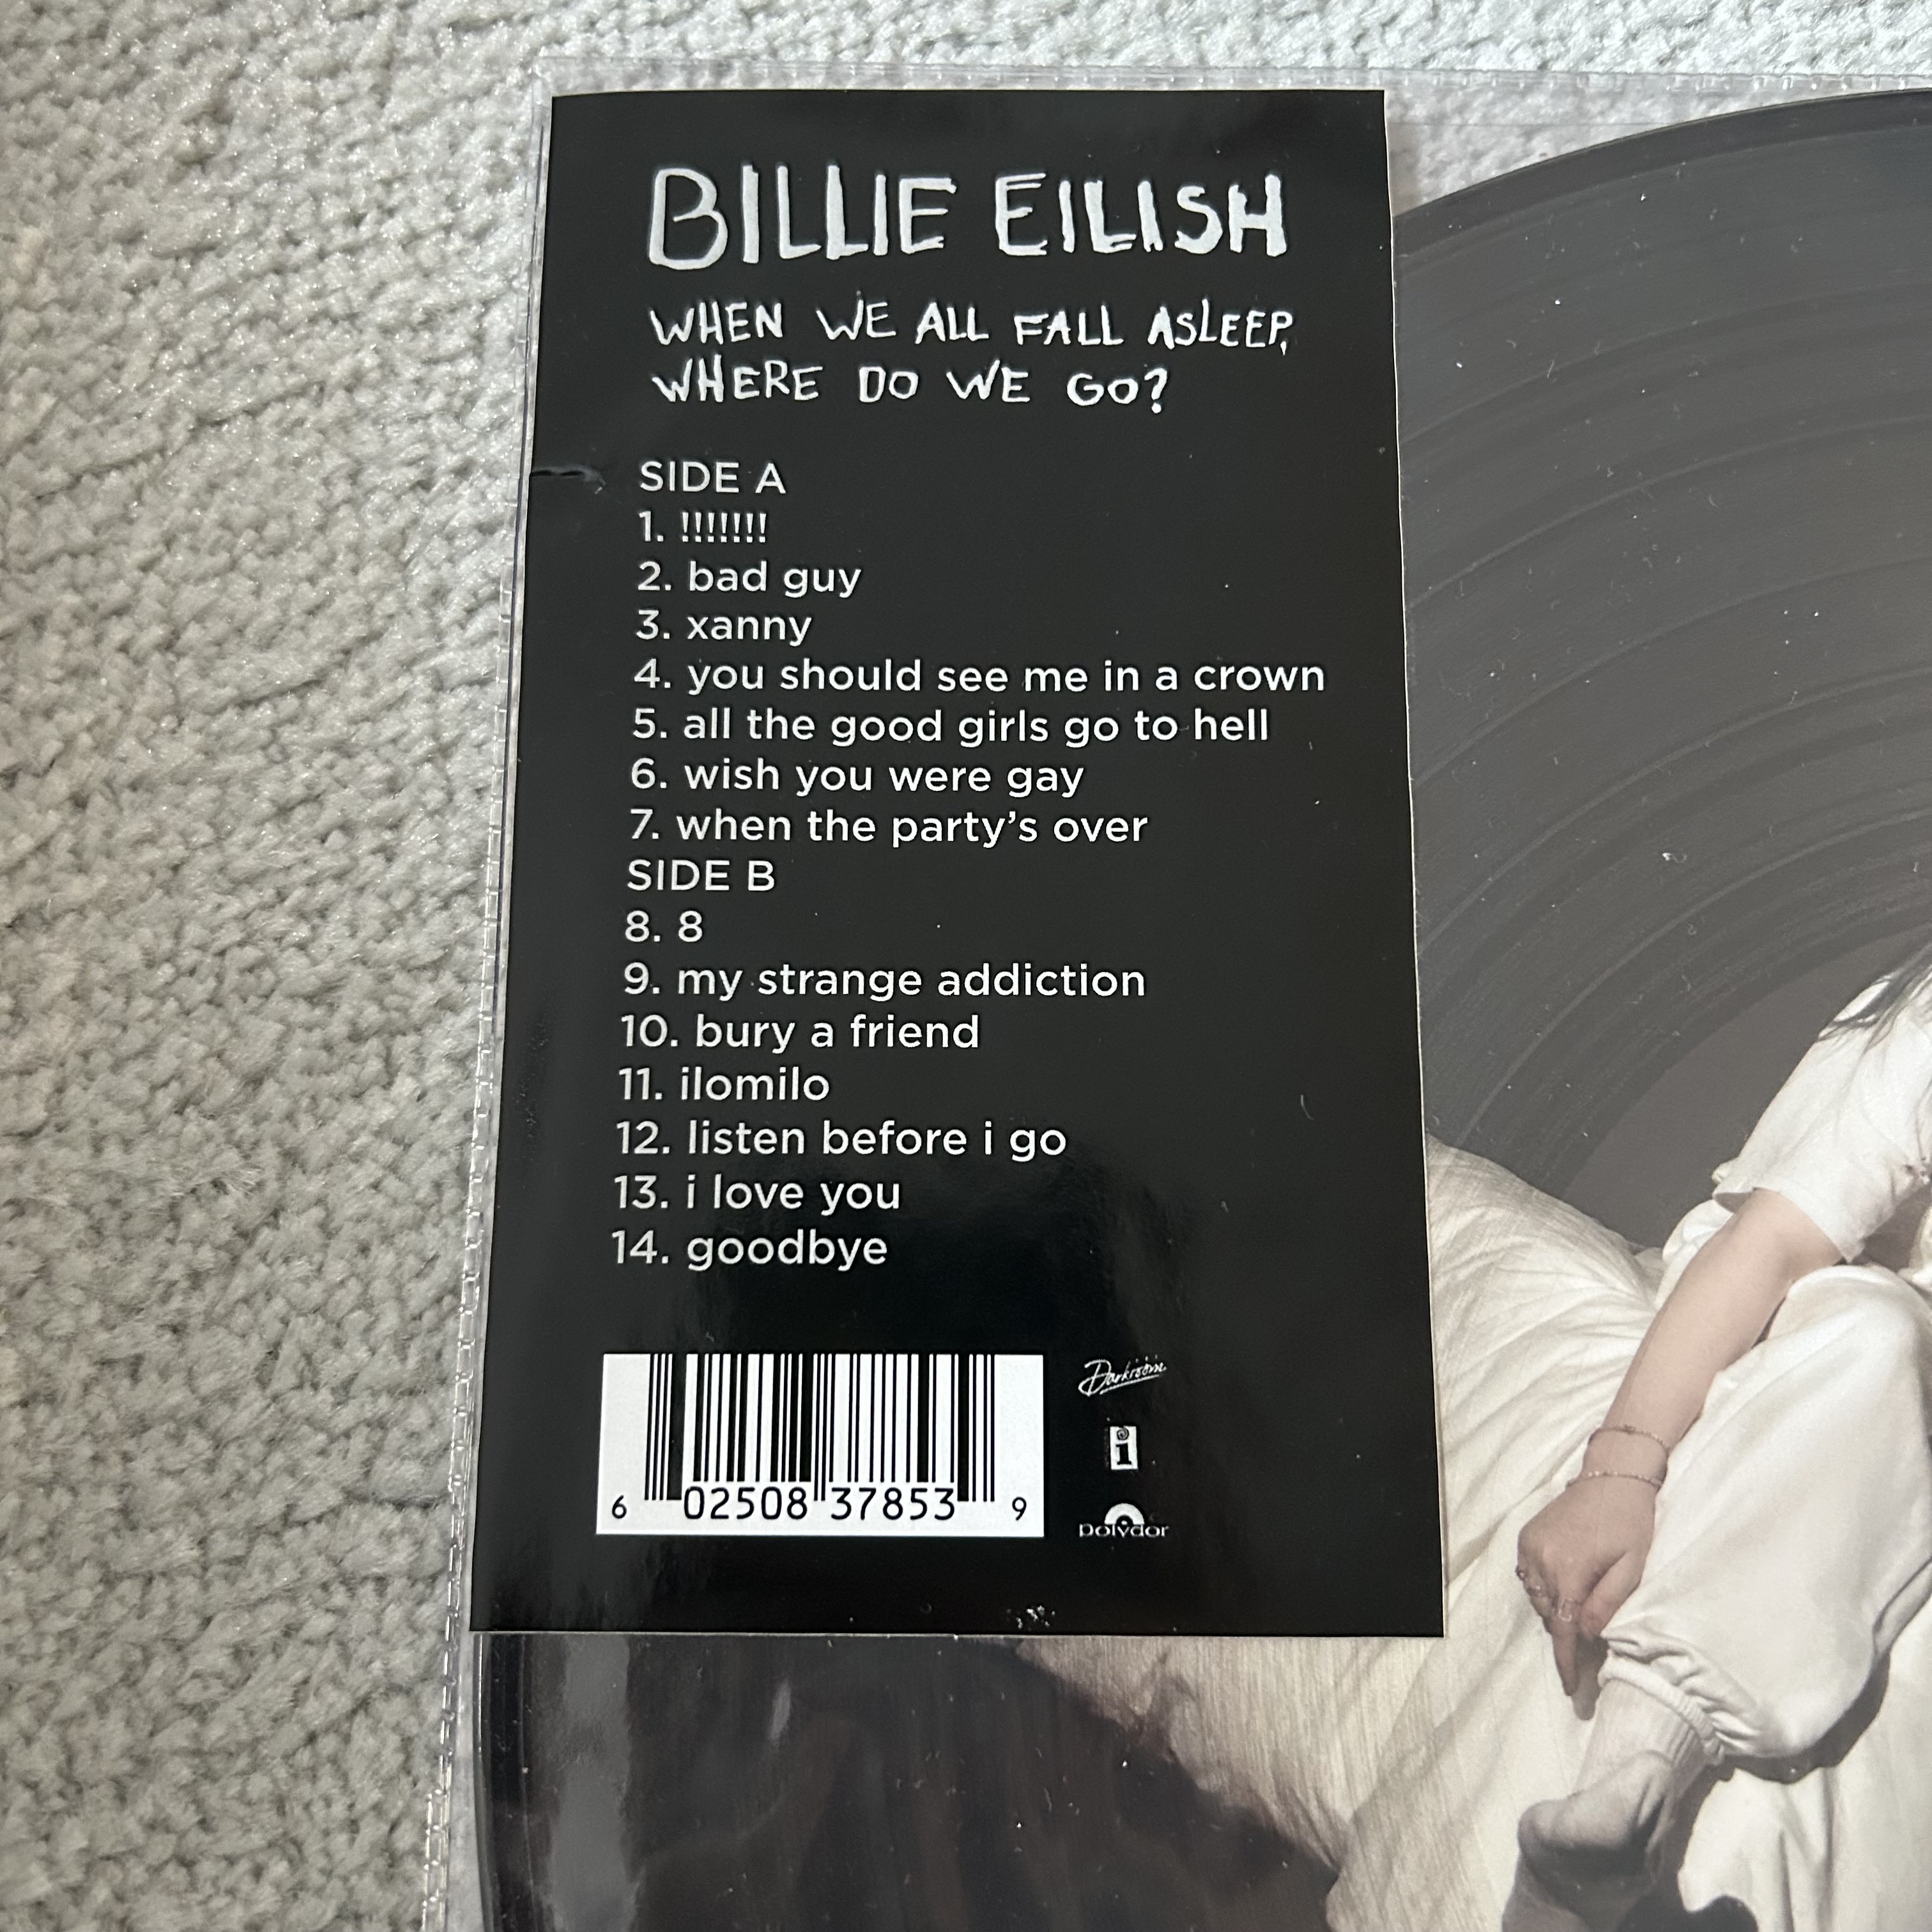 BILLIE EILISH
WHEN WE ALL FALL ASLEEP,
WHERE DO WE GO?
SIDE A
1. !!!!!!!
2. bad guy
3. xanny
4. you should see me in a crown
5. all the good girls go to hell
6. wish you were gay
7. when the party’s over
SIDE B
8. 8
9. my strange addiction
10. bury a friend
11. ilomilo
12. listen before i go
13. i love you
14. goodbye
Darkroom
i
6 02508 37853 9
polydor